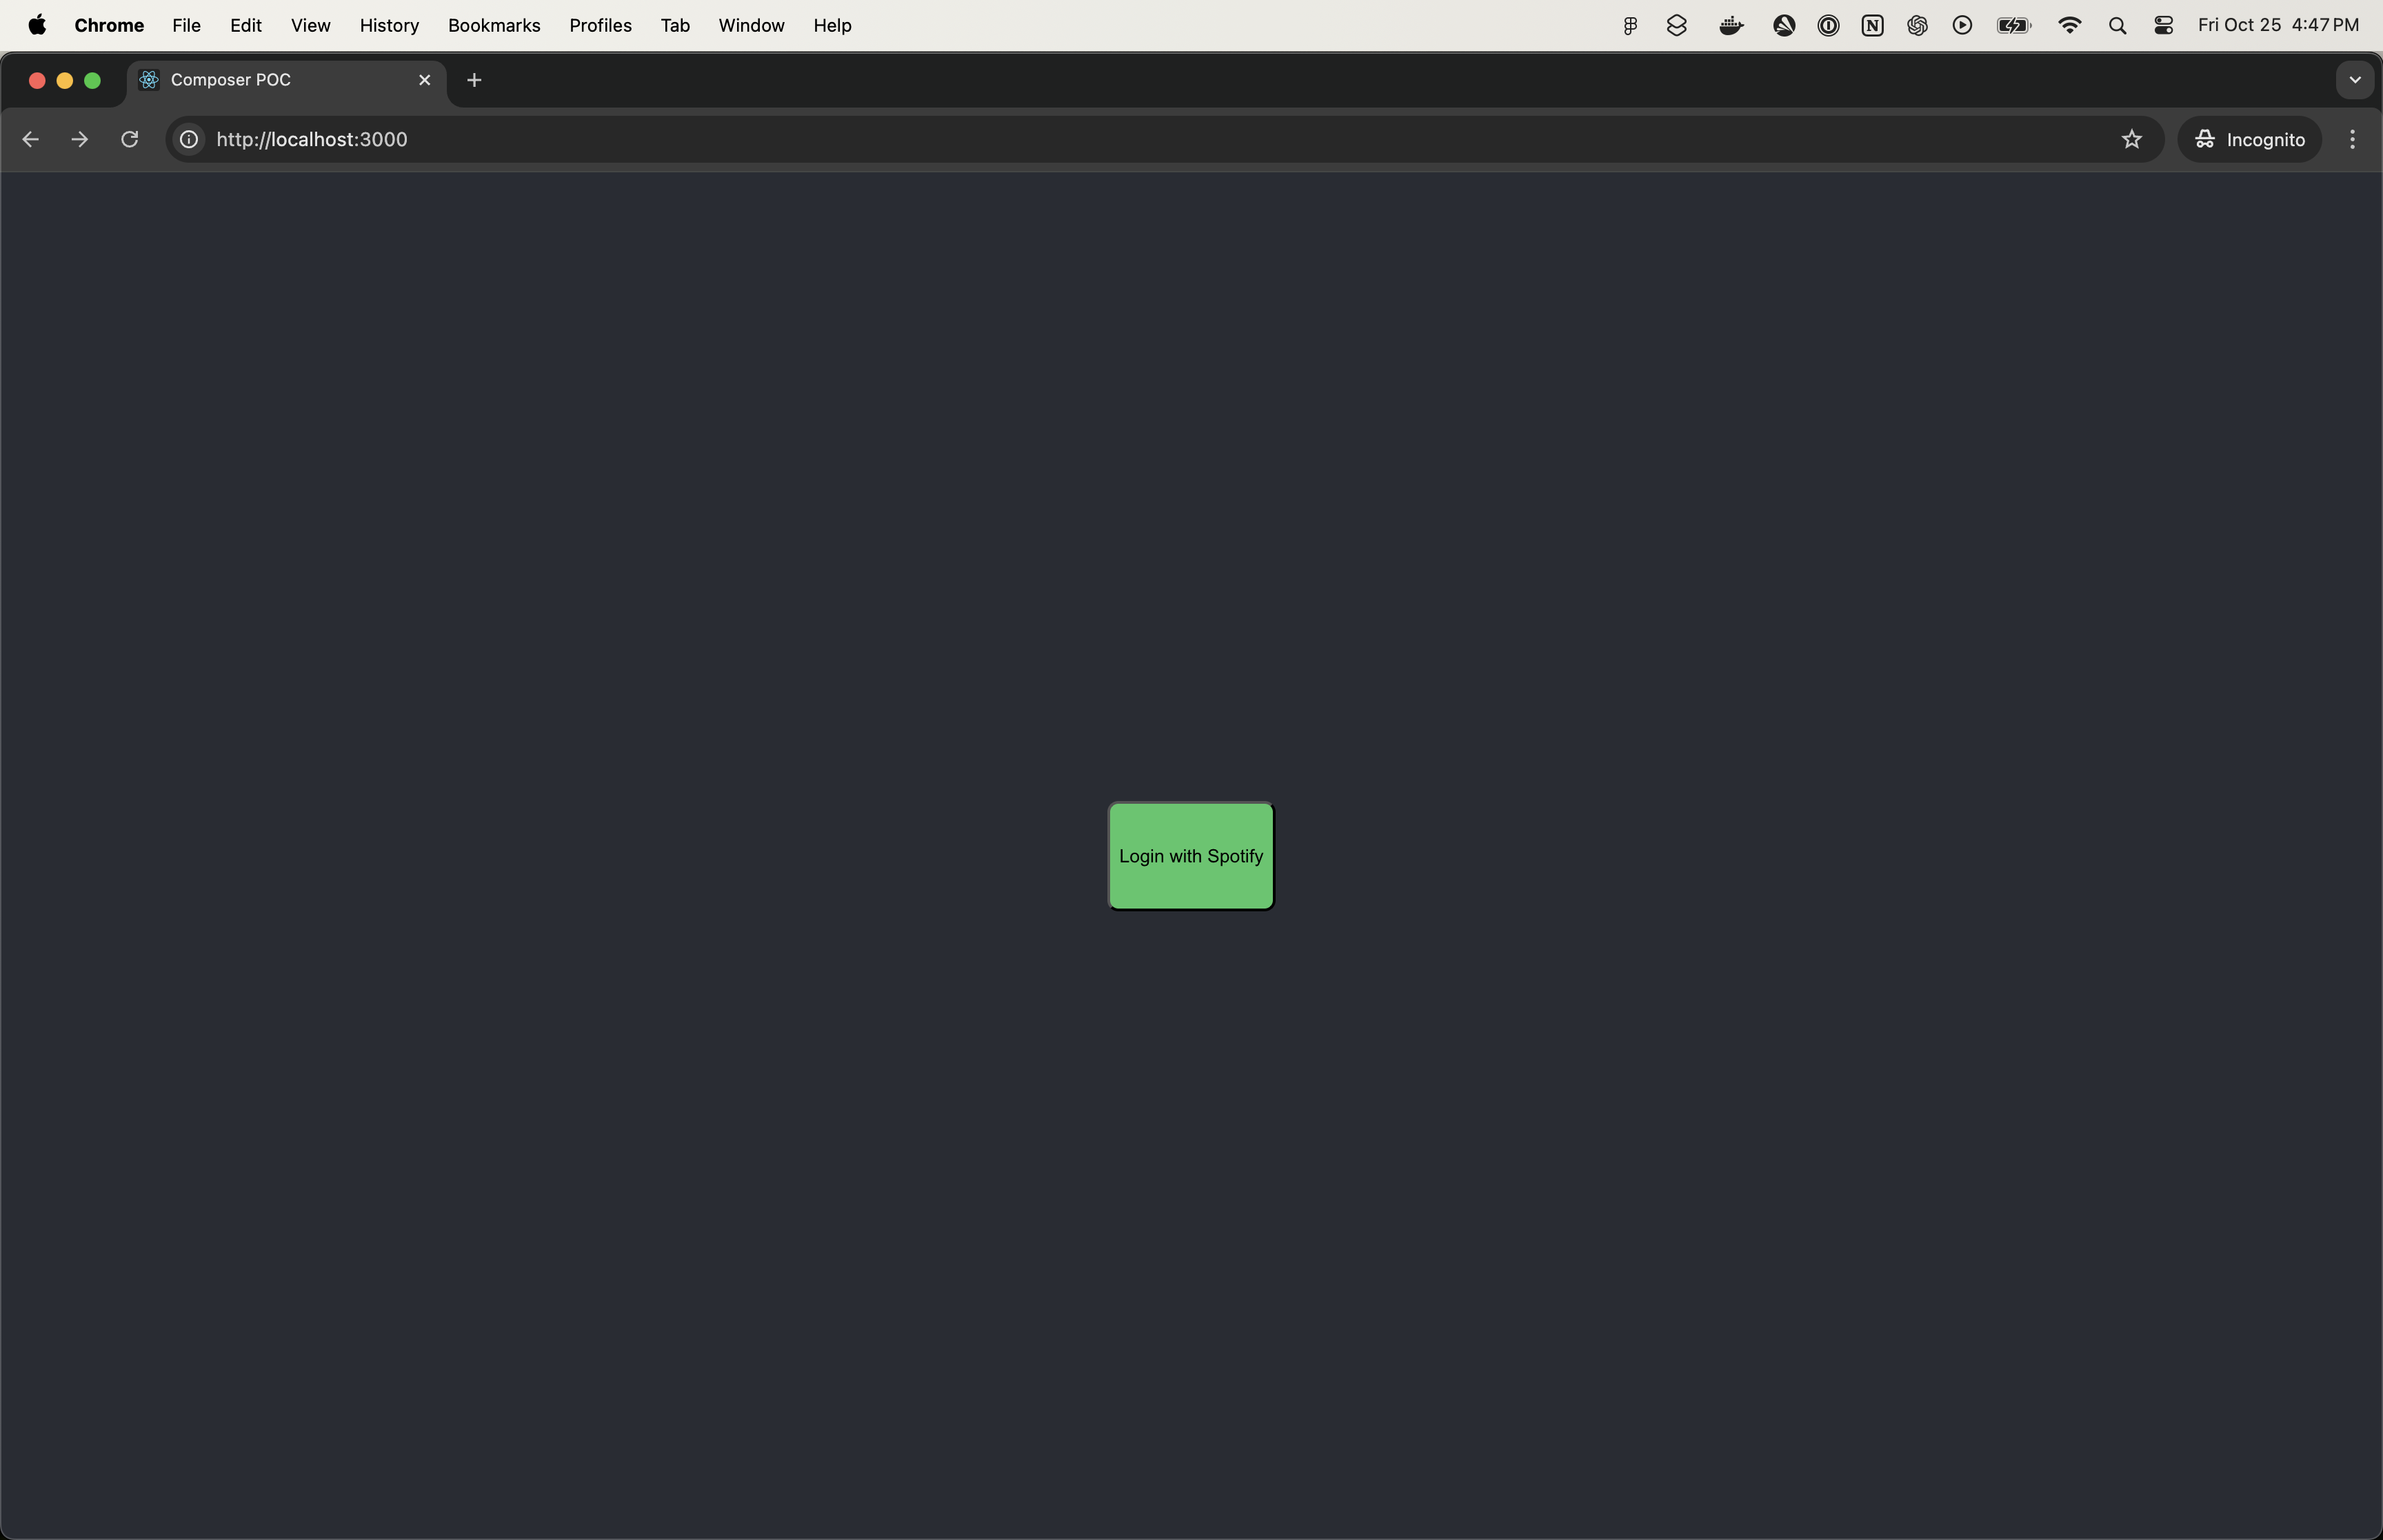 Chrome File Edit View History Bookmarks Profiles Tab Window Help Fri Oct 25 4:47 PM
Composer POC
http://localhost:3000 Incognito
Login with Spotify